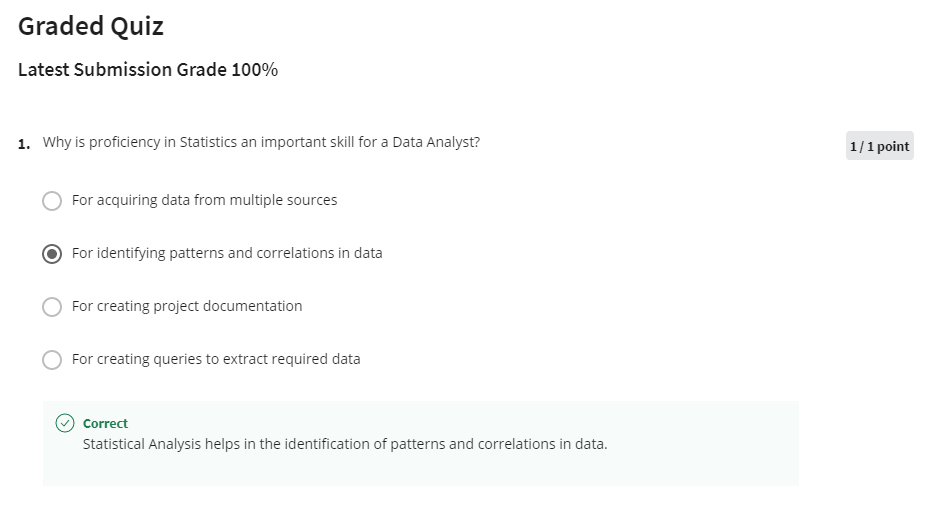 Graded Quiz
Latest Submission Grade 100%
1. Why is proficiency in Statistics an important skill for a Data Analyst?
1 / 1 point
For acquiring data from multiple sources
For identifying patterns and correlations in data
For creating project documentation
For creating queries to extract required data
Correct
Statistical Analysis helps in the identification of patterns and correlations in data.